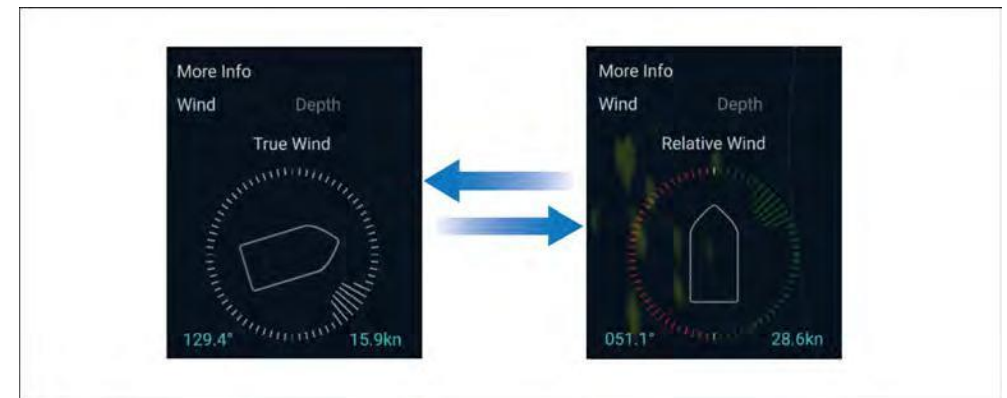 More Info
Wind Depth
True Wind
129.4° 15.9kn
More Info
Wind Depth
Relative Wind
051.1° 28.6kn